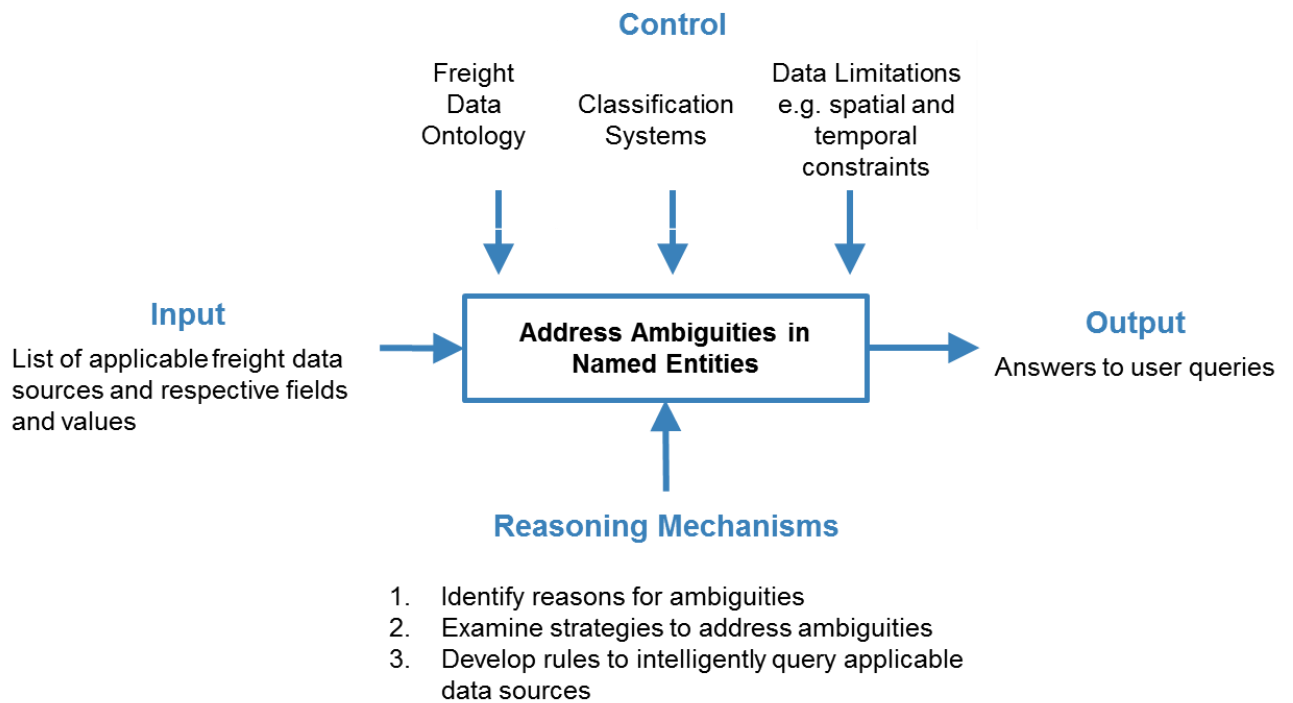 Control
Freight
Data
Ontology
Classification
Systems
Data Limitations
e.g. spatial and
temporal
constraints
Input
List of applicable freight data
sources and respective fields
and values
Address Ambiguities in
Named Entities
Output
Answers to user queries
Reasoning Mechanisms
1. Identify reasons for ambiguities
2. Examine strategies to address ambiguities
3. Develop rules to intelligently query applicable
data sources